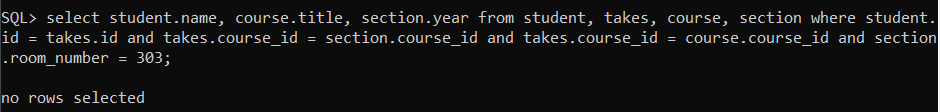 SQL> select student.name, course.title, section.year from student, takes, course, section where student.
id = takes.id and takes.course_id = section.course_id and takes.course_id = course.course_id and section
.room_number = 303;
no rows selected